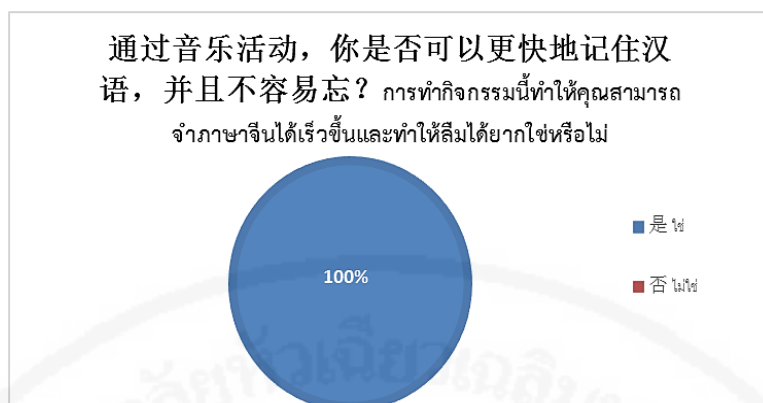 通过音乐活动，你是否可以更快地记住汉
语，并且不容易忘？การทำกิจกรรมนี้ทำให้คุณสามารถ
จำภาษาจีนได้เร็วขึ้นและทำให้ลืมได้ยากใช่หรือไม่
是 ใช่
100%
否 ไม่ใช่